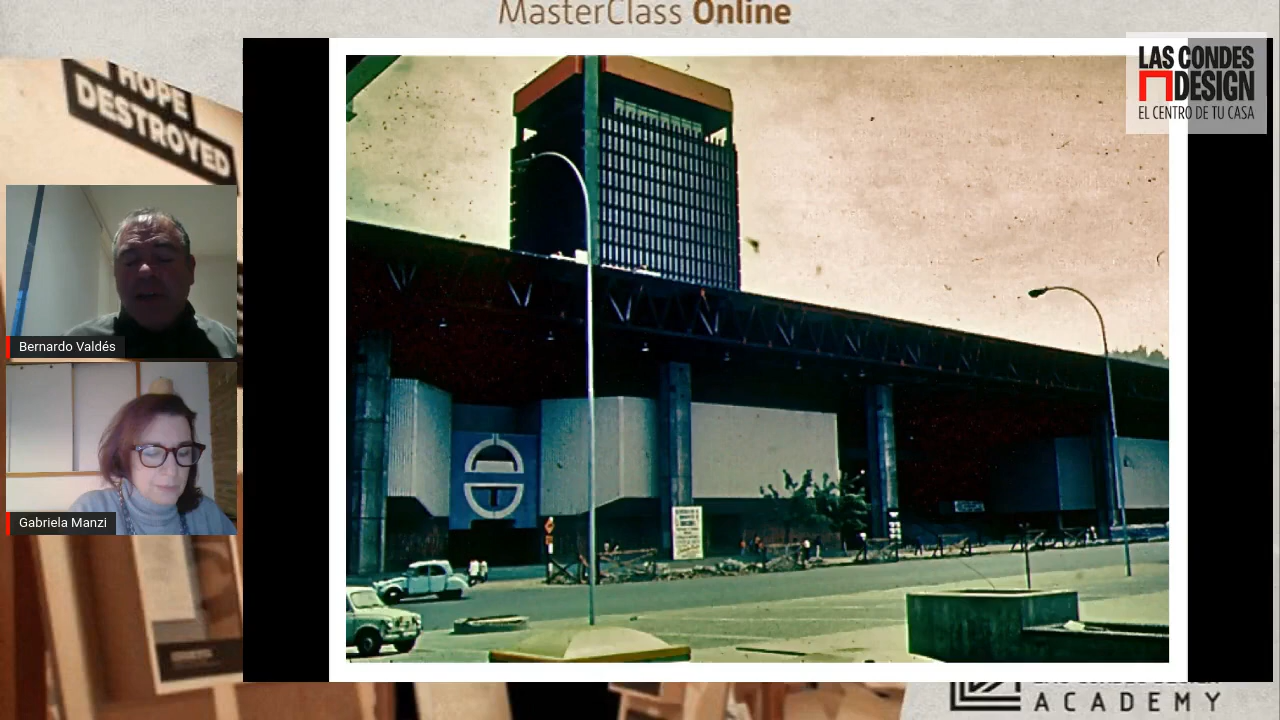 MasterClass Online
LAS CONDES
DESIGN
EL CENTRO DE TU CASA
HOPE
DESTROYED
Bernardo Valdés
Gabriela Manzi
ACADEMY